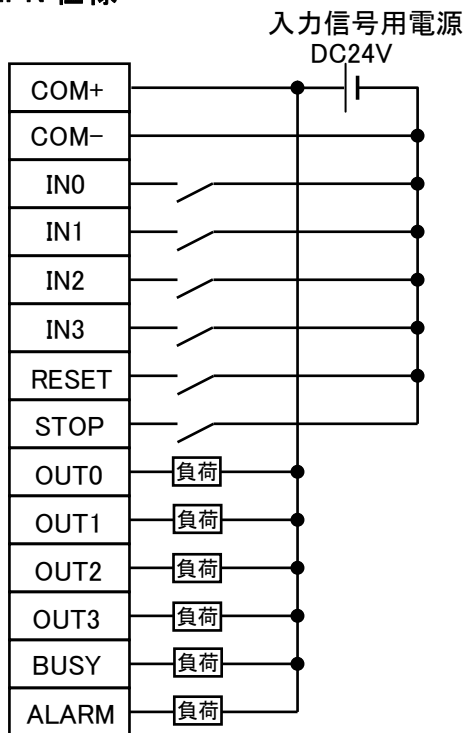 仕様
入力信号用電源
DC24V
COM+
COM-
IN0
IN1
IN2
IN3
RESET
STOP
OUT0 負荷
OUT1 負荷
OUT2 負荷
OUT3 負荷
BUSY 負荷
ALARM 負荷